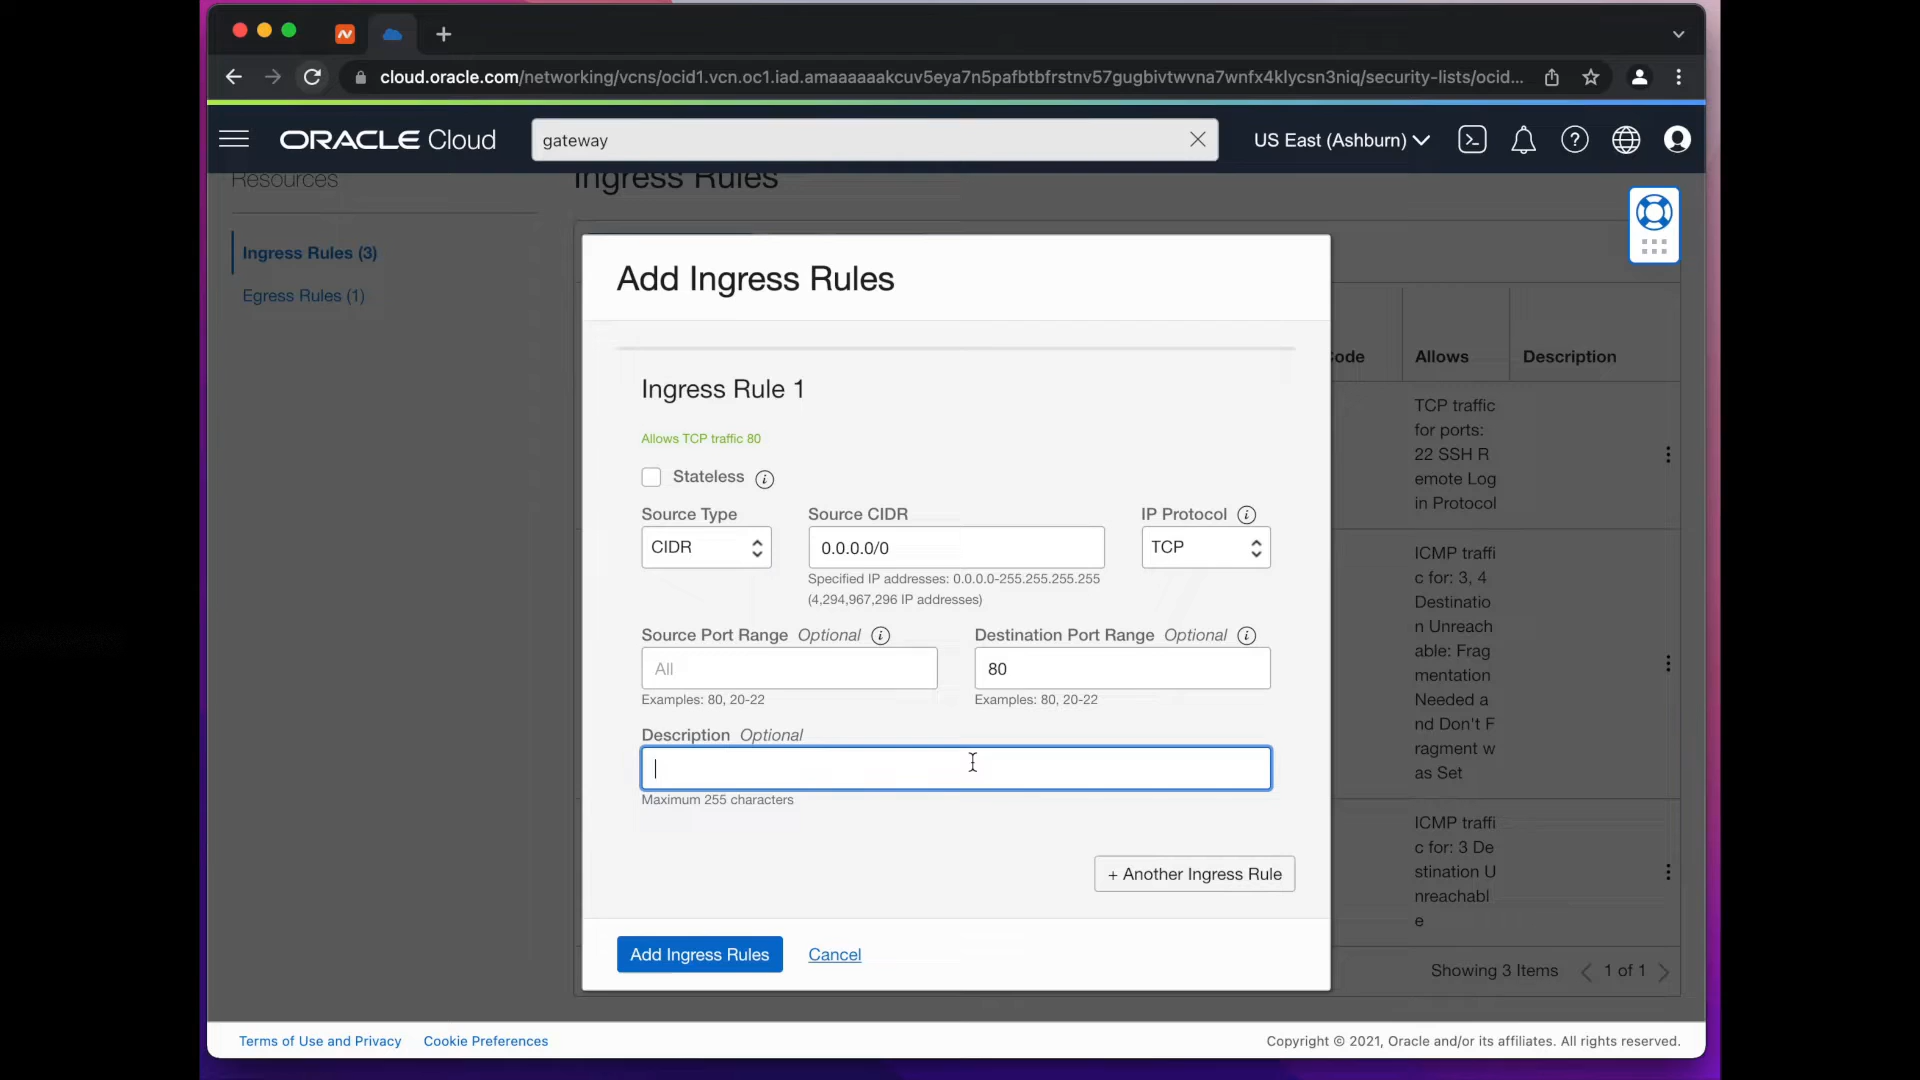 cloud.oracle.com/networking/vcns/ocid1.vcn.oc1.iad.amaaaaaakcuv5eya7n5pafbtbfrstnv57gugbivtwvna7wnfx4klycsn3niq/security-lists/ocid...
ORACLE Cloud
gateway
US East (Ashburn)
Resources
Ingress Rules
Ingress Rules (3)
Egress Rules (1)
Add Ingress Rules
Ingress Rule 1
Allows TCP traffic 80
Stateless
Source Type
Source CIDR
IP Protocol
CIDR
0.0.0.0/0
TCP
Specified IP addresses: 0.0.0.0-255.255.255.255
(4,294,967,296 IP addresses)
Source Port Range Optional
Destination Port Range Optional
All
80
Examples: 80, 20-22
Examples: 80, 20-22
Description Optional
Maximum 255 characters
+ Another Ingress Rule
Add Ingress Rules
Cancel
ode
Allows
Description
TCP traffic
for ports:
22 SSH R
emote Log
in Protocol
ICMP traffi
c for: 3, 4
Destinatio
n Unreach
able: Frag
mentation
Needed a
nd Don't F
ragment w
as Set
ICMP traffi
c for: 3 De
stination U
nreachabl
e
Showing 3 Items
1 of 1
Terms of Use and Privacy
Cookie Preferences
Copyright © 2021, Oracle and/or its affiliates. All rights reserved.